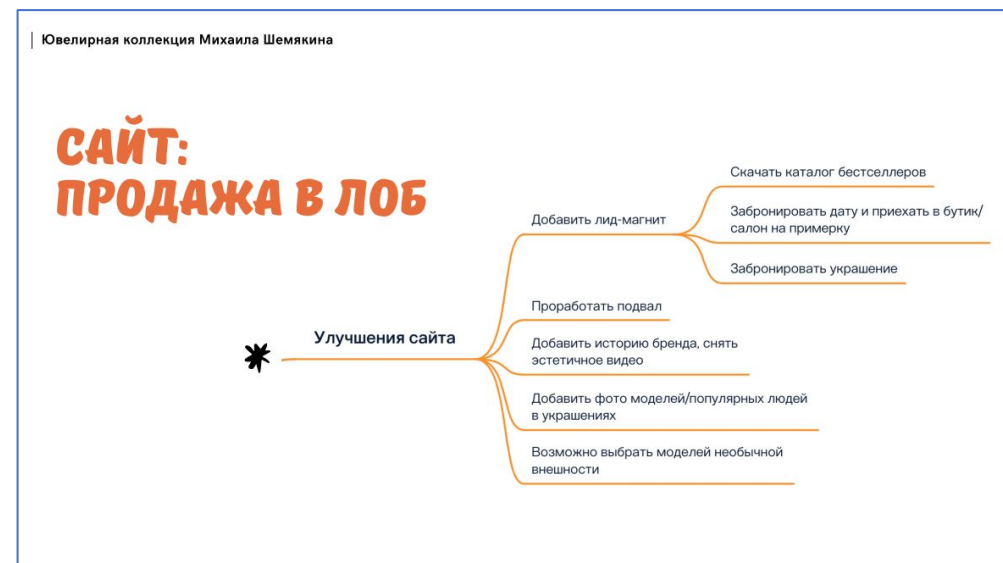 Ювелирная коллекция Михаила Шемякина
САЙТ:
ПРОДАЖА В ЛОБ
Улучшения сайта
Добавить лид-магнит
Скачать каталог бестселлеров
Забронировать дату и приехать в бутик/
салон на примерку
Забронировать украшение
Проработать подвал
Добавить историю бренда, снять
эстетичное видео
Добавить фото моделей/популярных людей
в украшениях
Возможно выбрать моделей необычной
внешности